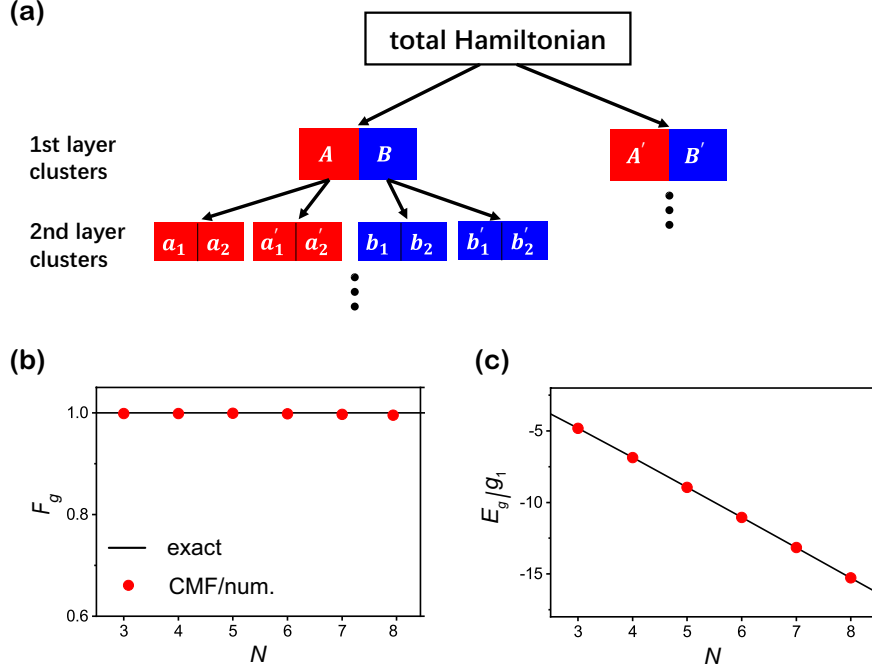 (a)
total Hamiltonian
1st layer
clusters
A B
A′ B′
2nd layer
clusters
a₁ a₂ a′₁ a′₂ b₁ b₂ b′₁ b′₂
(b)
1.0
0.8
0.6
F_g
exact
CMF/num.
3 4 5 6 7 8
N
(c)
-5
-10
-15
E_g/g₁
3 4 5 6 7 8
N